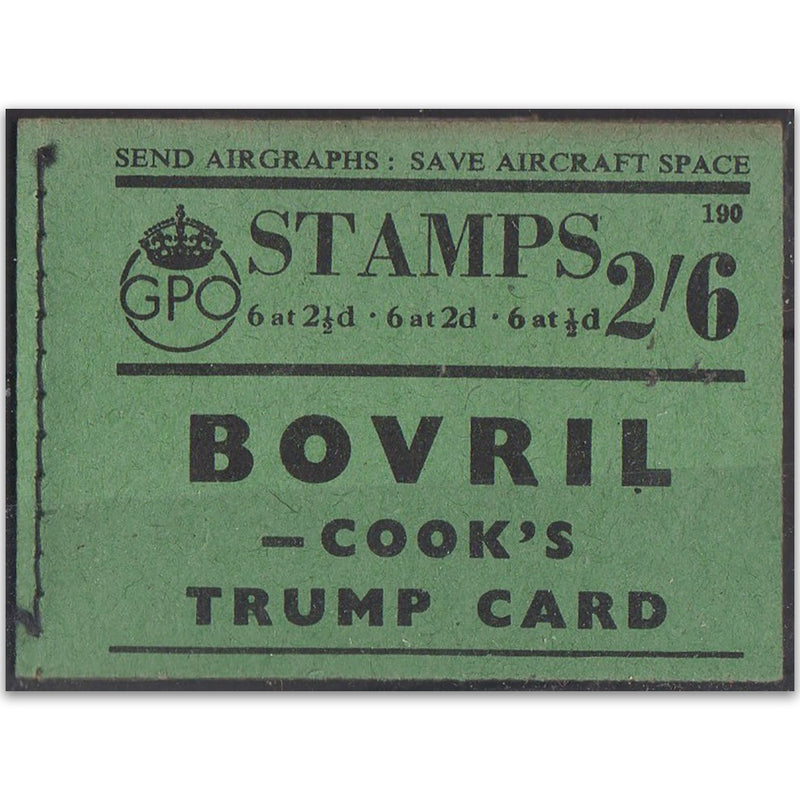 SEND AIRGRAPHS: SAVE AIRCRAFT SPACE
190
GPO
STAMPS
2/6
6 at 2½d · 6 at 2d · 6 at ½d
BOVRIL
—COOK'S
TRUMP CARD